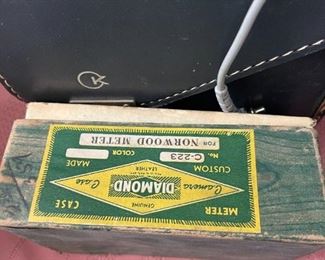 METER GENUINE CASE
Camera DIAMOND Case
LEATHER
CUSTOM MADE
No. C-223 COLOR
FOR NORWOOD METER